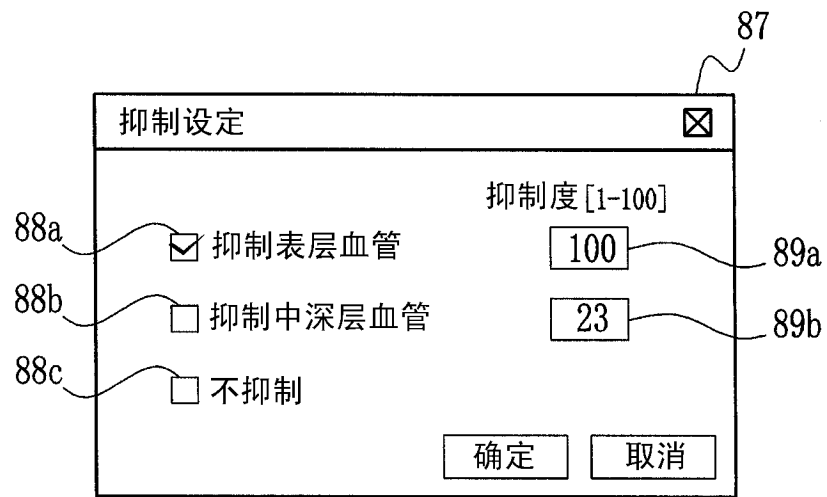 87
抑制设定
抑制度[1-100]
88a 抑制表层血管 100 89a
88b 抑制中深层血管 23 89b
88c 不抑制
确定 取消